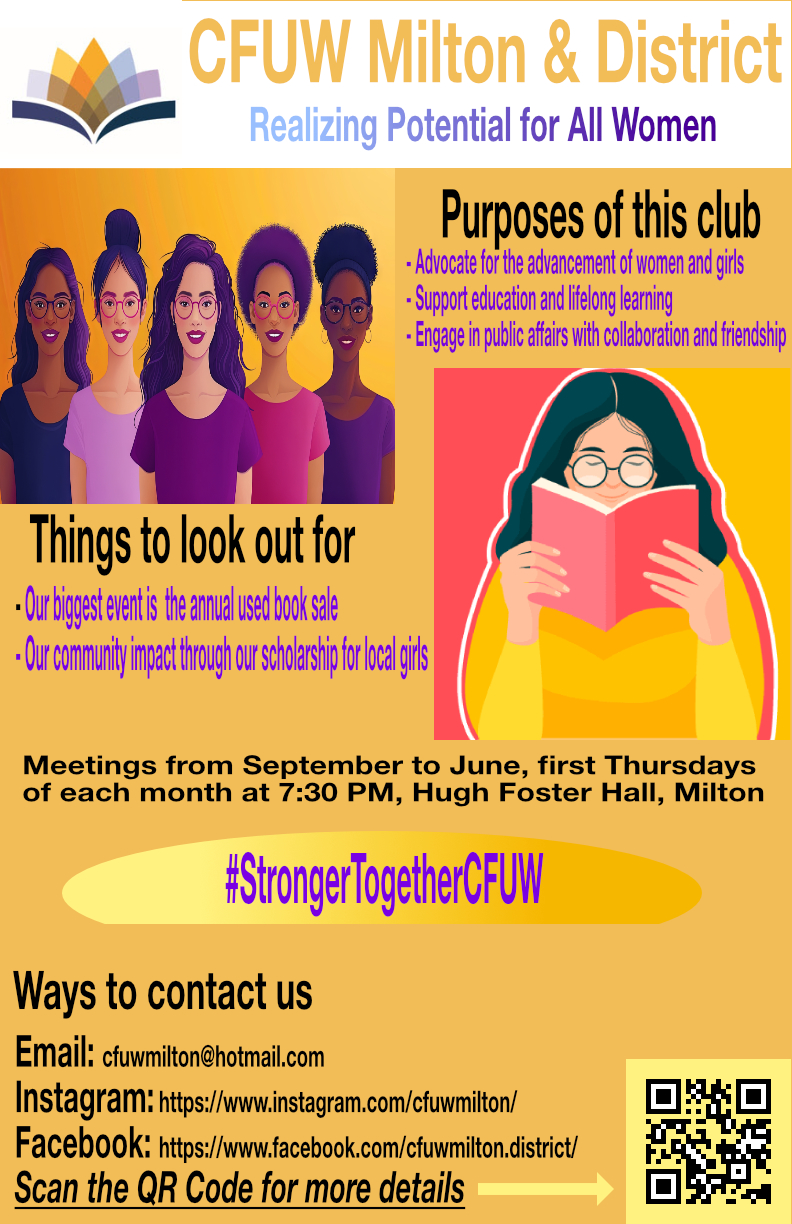 CFUW Milton & District
Realizing Potential for All Women
Purposes of this club
- Advocate for the advancement of women and girls
- Support education and lifelong learning
- Engage in public affairs with collaboration and friendship
Things to look out for
- Our biggest event is  the annual used book sale
- Our community impact through our scholarship for local girls
Meetings from September to June, first Thursdays
of each month at 7:30 PM, Hugh Foster Hall, Milton
#StrongerTogetherCFUW
Ways to contact us
Email: cfuwmilton@hotmail.com
Instagram: https://www.instagram.com/cfuwmilton/
Facebook: https://www.facebook.com/cfuwmilton.district/
Scan the QR Code for more details